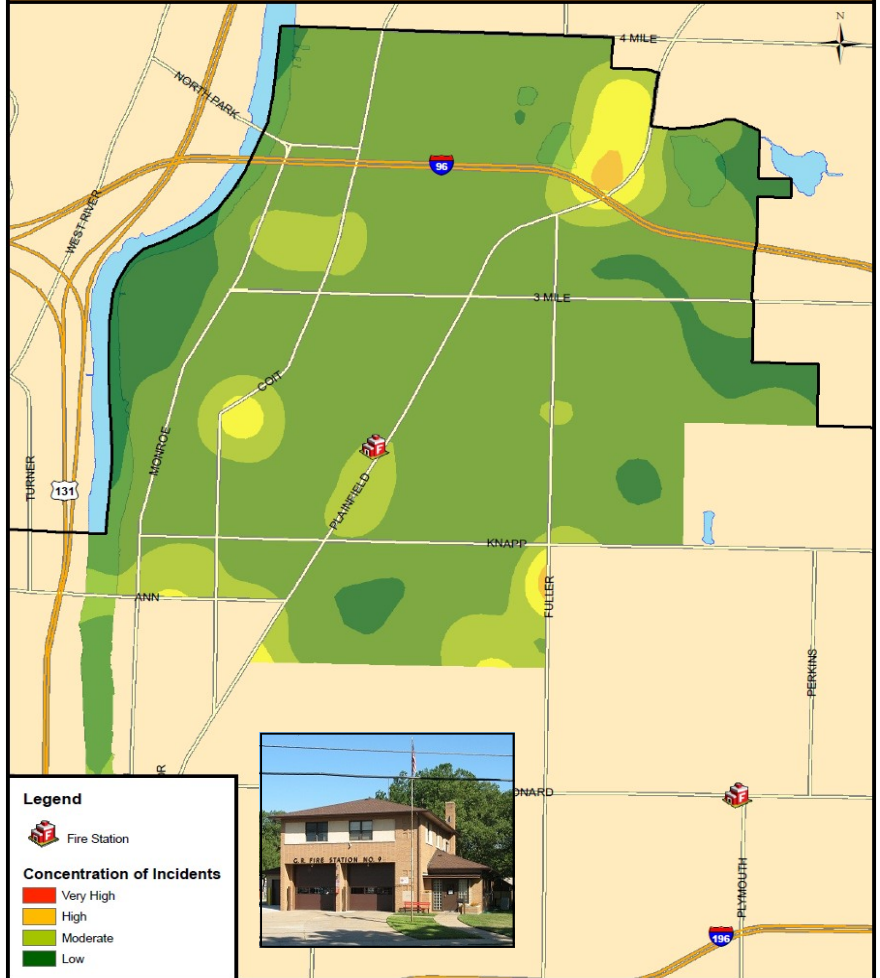 N
4 MILE
NORTH PARK
96
WEST RIVER
3 MILE
COIT
MONROE
TURNER
131
PLAINFIELD
KNAPP
ANN
FULLER
PERKINS
G.R. FIRE STATION NO. 9
PLYMOUTH
196
Legend
Fire Station
Concentration of Incidents
Very High
High
Moderate
Low